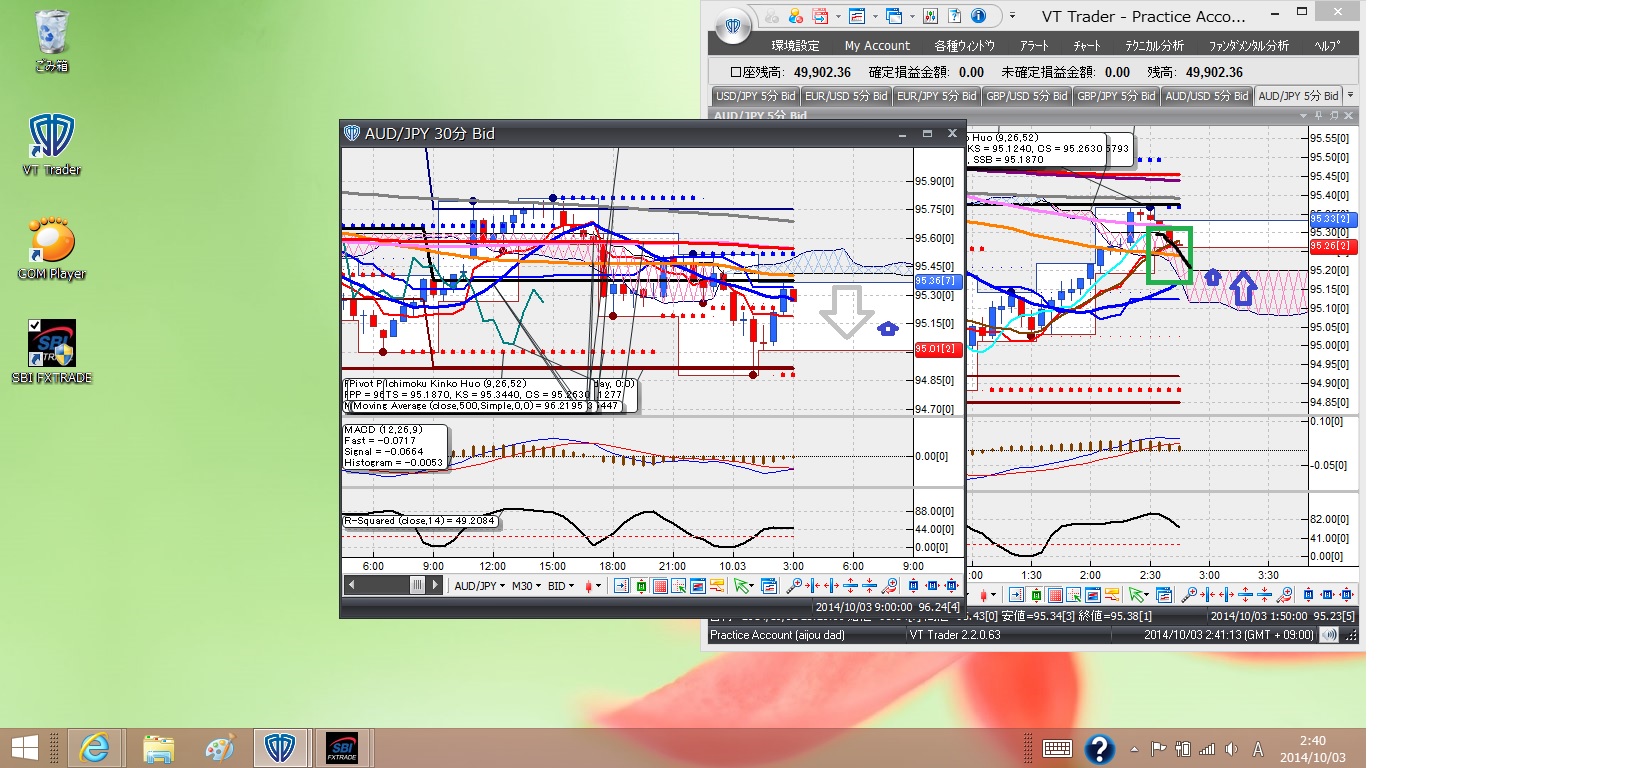 ごみ箱
VT Trader
GOM Player
SBI
SBI FXTRADE
VT Trader - Practice Acco...
環境設定 My Account 各種ウィンドウ アラート チャート テクニカル分析 ファンダメンタル分析 ヘルプ
口座残高: 49,902.36 確定損益金額: 0.00 未確定損益金額: 0.00 残高: 49,902.36
USD/JPY 5分 Bid EUR/USD 5分 Bid EUR/JPY 5分 Bid GBP/USD 5分 Bid GBP/JPY 5分 Bid AUD/USD 5分 Bid AUD/JPY 5分 Bid
AUD/JPY 5分 Bid
Huo (9,26,52)
KS = 95.1240, CS = 95.2630 5793
, SSB = 95.1870
95.55[0]
95.50[0]
95.45[0]
95.40[0]
95.33[2]
95.30[0]
95.26[2]
95.20[0]
95.15[0]
95.10[0]
95.05[0]
95.00[0]
94.95[0]
94.90[0]
94.85[0]
0.10[0]
-0.05[0]
82.00[0]
41.00[0]
0.00[0]
:00 1:30 2:00 2:30 3:00 3:30
.43[0] 安値=95.34[3] 終値=95.38[1] 2014/10/03 1:50:00 95.23[5]
Practice Account (aijou dad) VT Trader 2.2.0.63 2014/10/03 2:41:13 (GMT + 09:00)
AUD/JPY 30分 Bid
95.90[0]
95.75[0]
95.60[0]
95.45[0]
95.36[7]
95.30[0]
95.15[0]
95.01[2]
94.85[0]
94.70[0]
Pivot P Ichimoku Kinko Huo (9,26,52) day, 0:0)
PP = 96 TS = 95.1870, KS = 95.3440, CS = 95.2630 1277
Moving Average (close,500,Simple,0,0) = 96.2195 3 447)
MACD (12,26,9)
Fast = -0.0717
Signal = -0.0664
Histogram = -0.0053
0.00[0]
R-Squared (close,14) = 49.2084
88.00[0]
44.00[0]
0.00[0]
6:00 9:00 12:00 15:00 18:00 21:00 10.03 3:00 6:00 9:00
AUD/JPY M30 BID
2014/10/03 9:00:00 96.24[4]
SBI
FXTRADE
A
2:40
2014/10/03